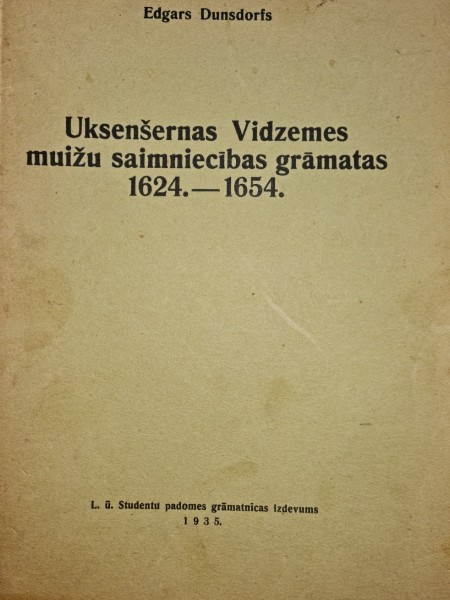 Edgars Dunsdorfs
Uksenšernas Vidzemes
muižu saimniecības grāmatas
1624.—1654.
L. ū. Studentu padomes grāmatnīcas izdevums
1935.